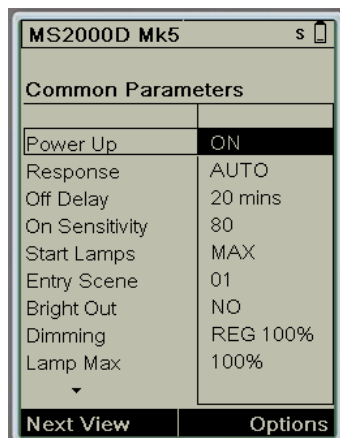 MS2000D Mk5 S
Common Parameters
Power Up ON
Response AUTO
Off Delay 20 mins
On Sensitivity 80
Start Lamps MAX
Entry Scene 01
Bright Out NO
Dimming REG 100%
Lamp Max 100%
Next View Options